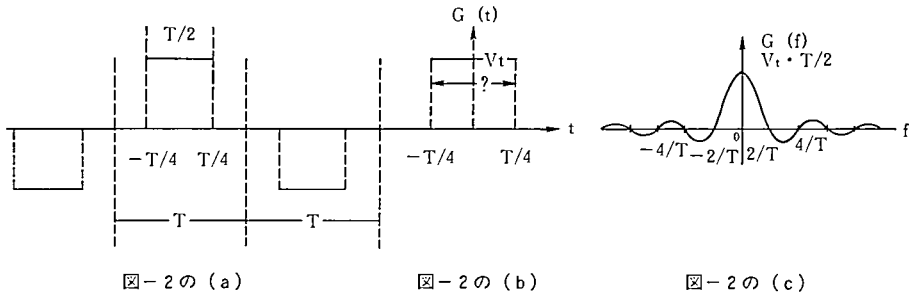 T/2
−T/4 T/4
T T
図−2の (a)
G (t)
Vt
?
t
−T/4 T/4
図−2の (b)
G (f)
Vt・T/2
0
f
−4/T −2/T 2/T 4/T
図−2の (c)